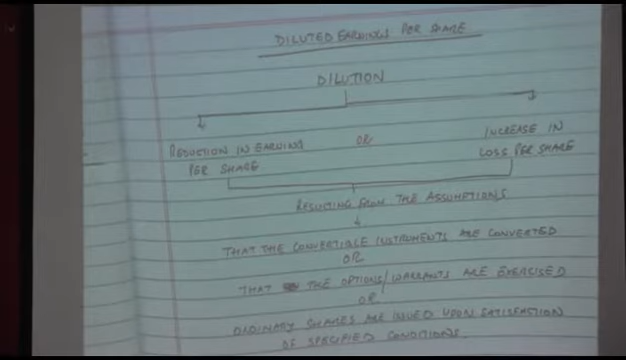 DILUTED EARNINGS PER SHARE
DILUTION
REDUCTION IN EARNING OR INCREASE IN
PER SHARE LOSS PER SHARE
RESULTING FROM THE ASSUMPTIONS
THAT THE CONVERTIBLE INSTRUMENTS ARE CONVERTED
OR
THAT THE OPTIONS/WARRANTS ARE EXERCISED
OR
ORDINARY SHARES ARE ISSUED UPON SATISFACTION
OF SPECIFIED CONDITIONS.